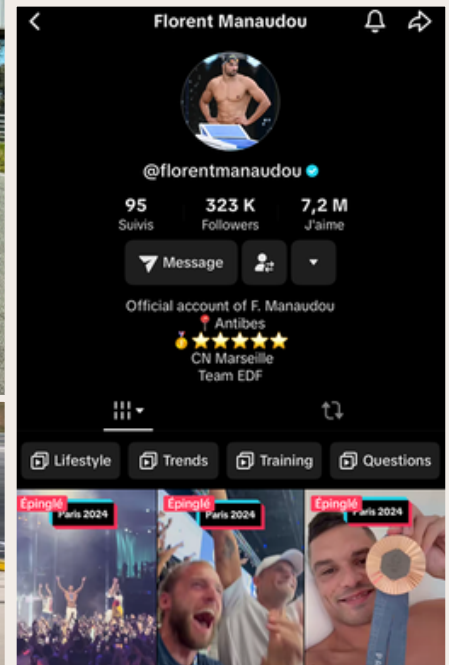 Florent Manaudou
@florentmanaudou
95 323 K 7,2 M
Suivis Followers J'aime
Message
Official account of F. Manaudou
📍 Antibes
🥇⭐⭐⭐⭐⭐
CN Marseille
Team EDF
Lifestyle Trends Training Questions
Épinglé Épinglé Épinglé
Paris 2024 Paris 2024 Paris 2024